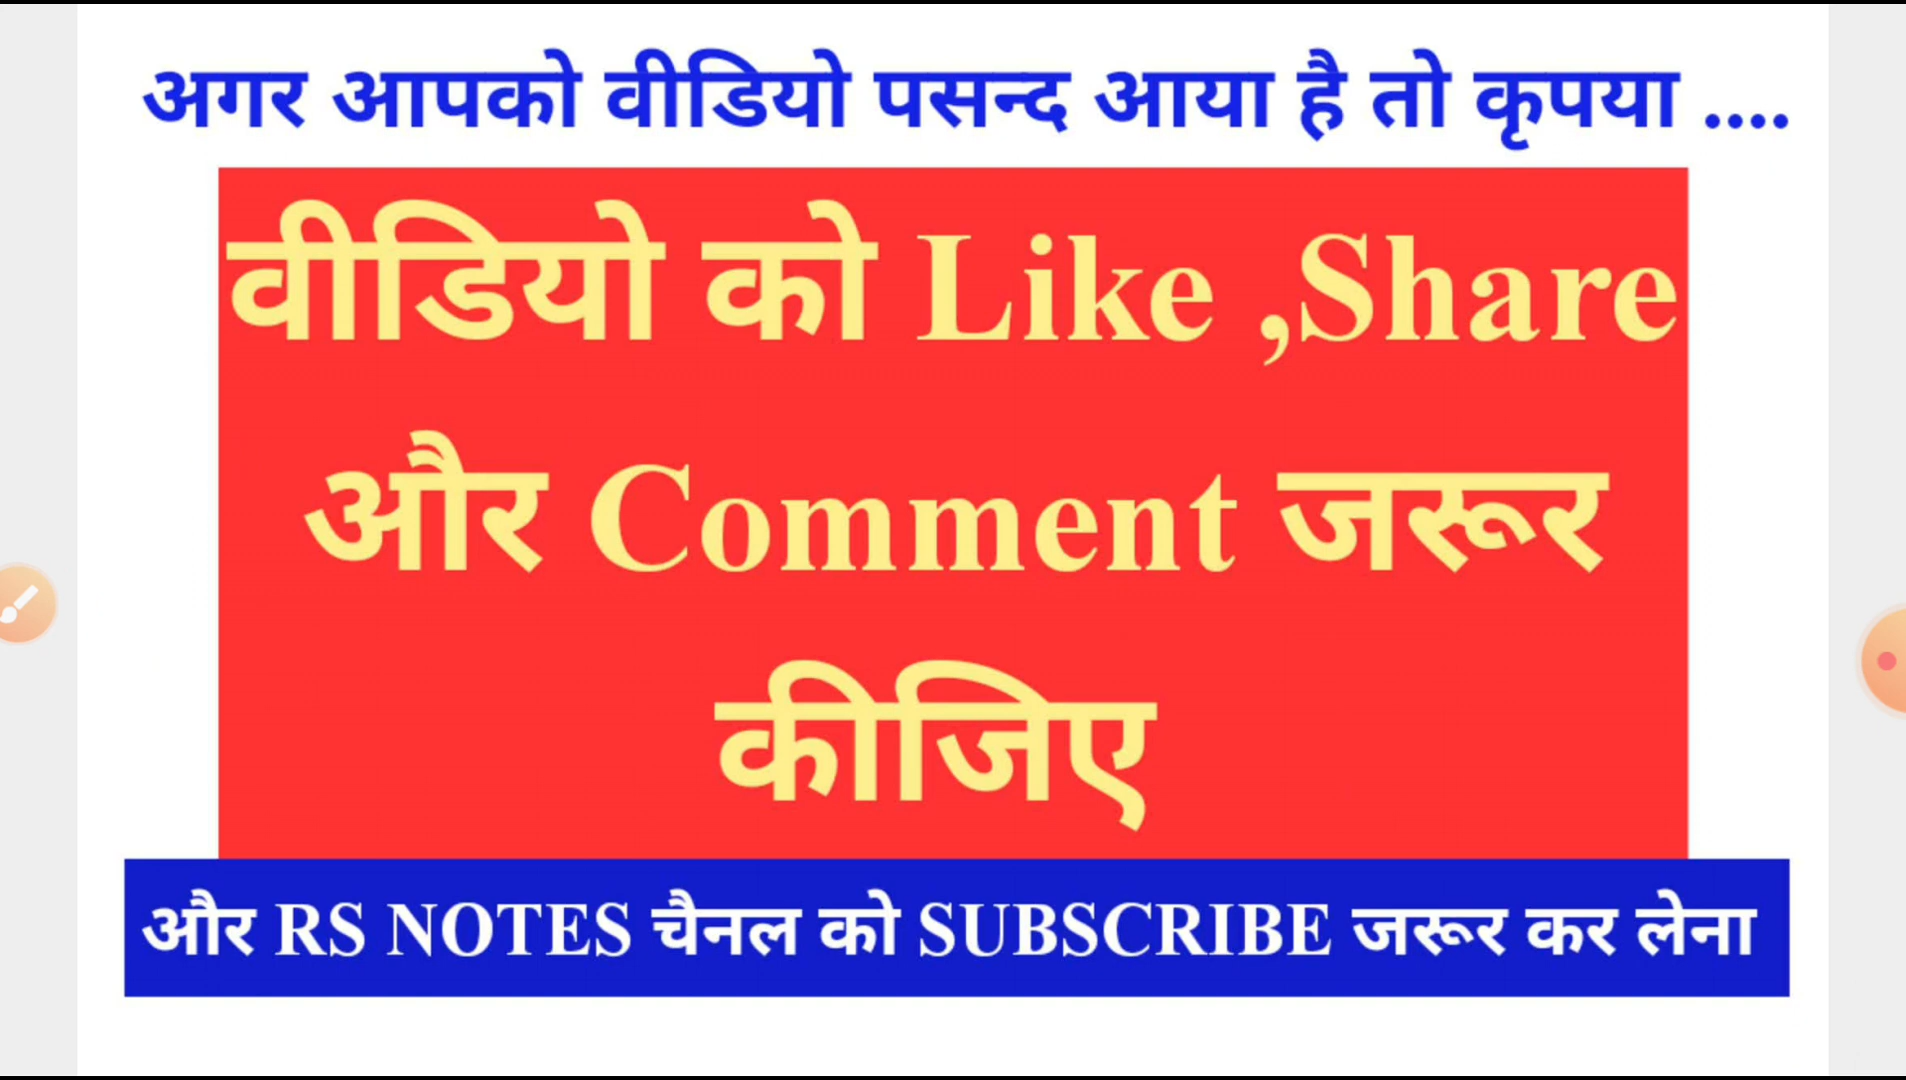 अगर आपको वीडियो पसन्द आया है तो कृपया ....
वीडियो को Like ,Share
और Comment जरूर
कीजिए
और RS NOTES चैनल को SUBSCRIBE जरूर कर लेना